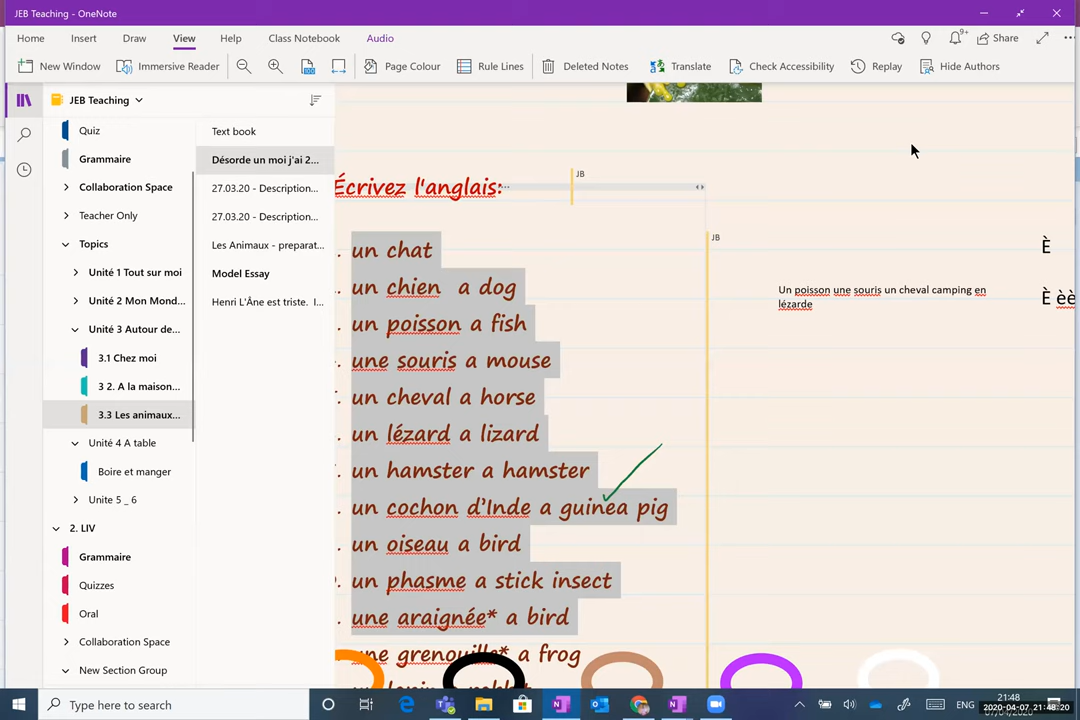 JEB Teaching - OneNote
Home Insert Draw View Help Class Notebook Audio
9+ Share
New Window Immersive Reader Page Colour Rule Lines Deleted Notes Translate Check Accessibility Replay Hide Authors
JEB Teaching
Quiz
Grammaire
Collaboration Space
Teacher Only
Topics
Unité 1 Tout sur moi
Unité 2 Mon Mond...
Unité 3 Autour de...
3.1 Chez moi
3 2. A la maison...
3.3 Les animaux...
Unité 4 A table
Boire et manger
Unite 5 _ 6
2. LIV
Grammaire
Quizzes
Oral
Collaboration Space
New Section Group
Text book
Désorde un moi j'ai 2...
27.03.20 - Description...
27.03.20 - Description...
Les Animaux - preparat...
Model Essay
Henri L'Âne est triste. I...
Écrivez l'anglais:
JB
un chat
un chien a dog
un poisson a fish
une souris a mouse
un cheval a horse
un lézard a lizard
un hamster a hamster
un cochon d'Inde a guinea pig
un oiseau a bird
un phasme a stick insect
une araignée* a bird
une grenouille* a frog
JB
Un poisson une souris un cheval camping en
lézarde
È
È èè
Type here to search
ENG
21:48
2020-04-07 21:48:20